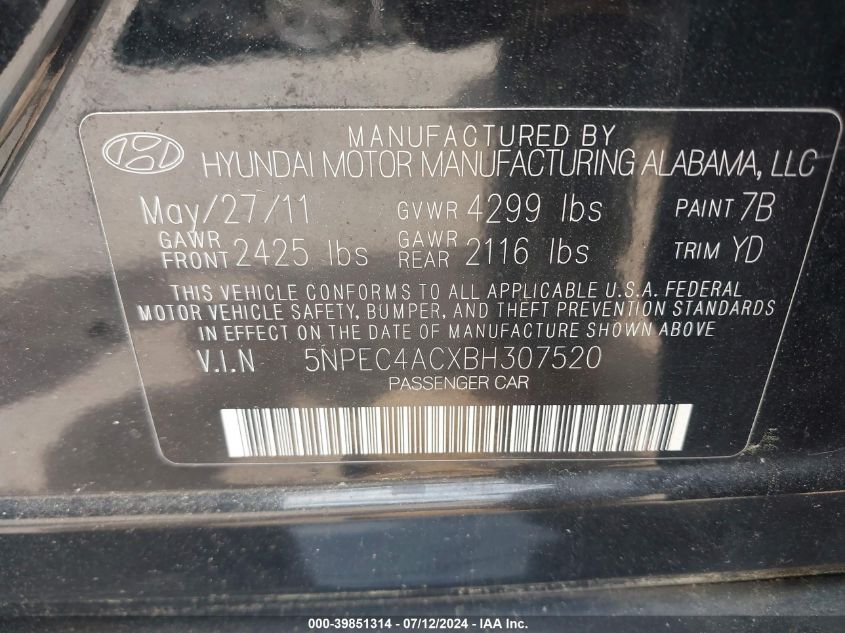 MANUFACTURED BY
HYUNDAI MOTOR MANUFACTURING ALABAMA, LLC
May/27/11 GVWR 4299 lbs PAINT 7B
GAWR FRONT 2425 lbs GAWR REAR 2116 lbs TRIM YD
THIS VEHICLE CONFORMS TO ALL APPLICABLE U.S.A. FEDERAL
MOTOR VEHICLE SAFETY, BUMPER, AND THEFT PREVENTION STANDARDS
IN EFFECT ON THE DATE OF MANUFACTURE SHOWN ABOVE
V.I.N 5NPEC4ACXBH307520
PASSENGER CAR
000-39851314 - 07/12/2024 - IAA Inc.